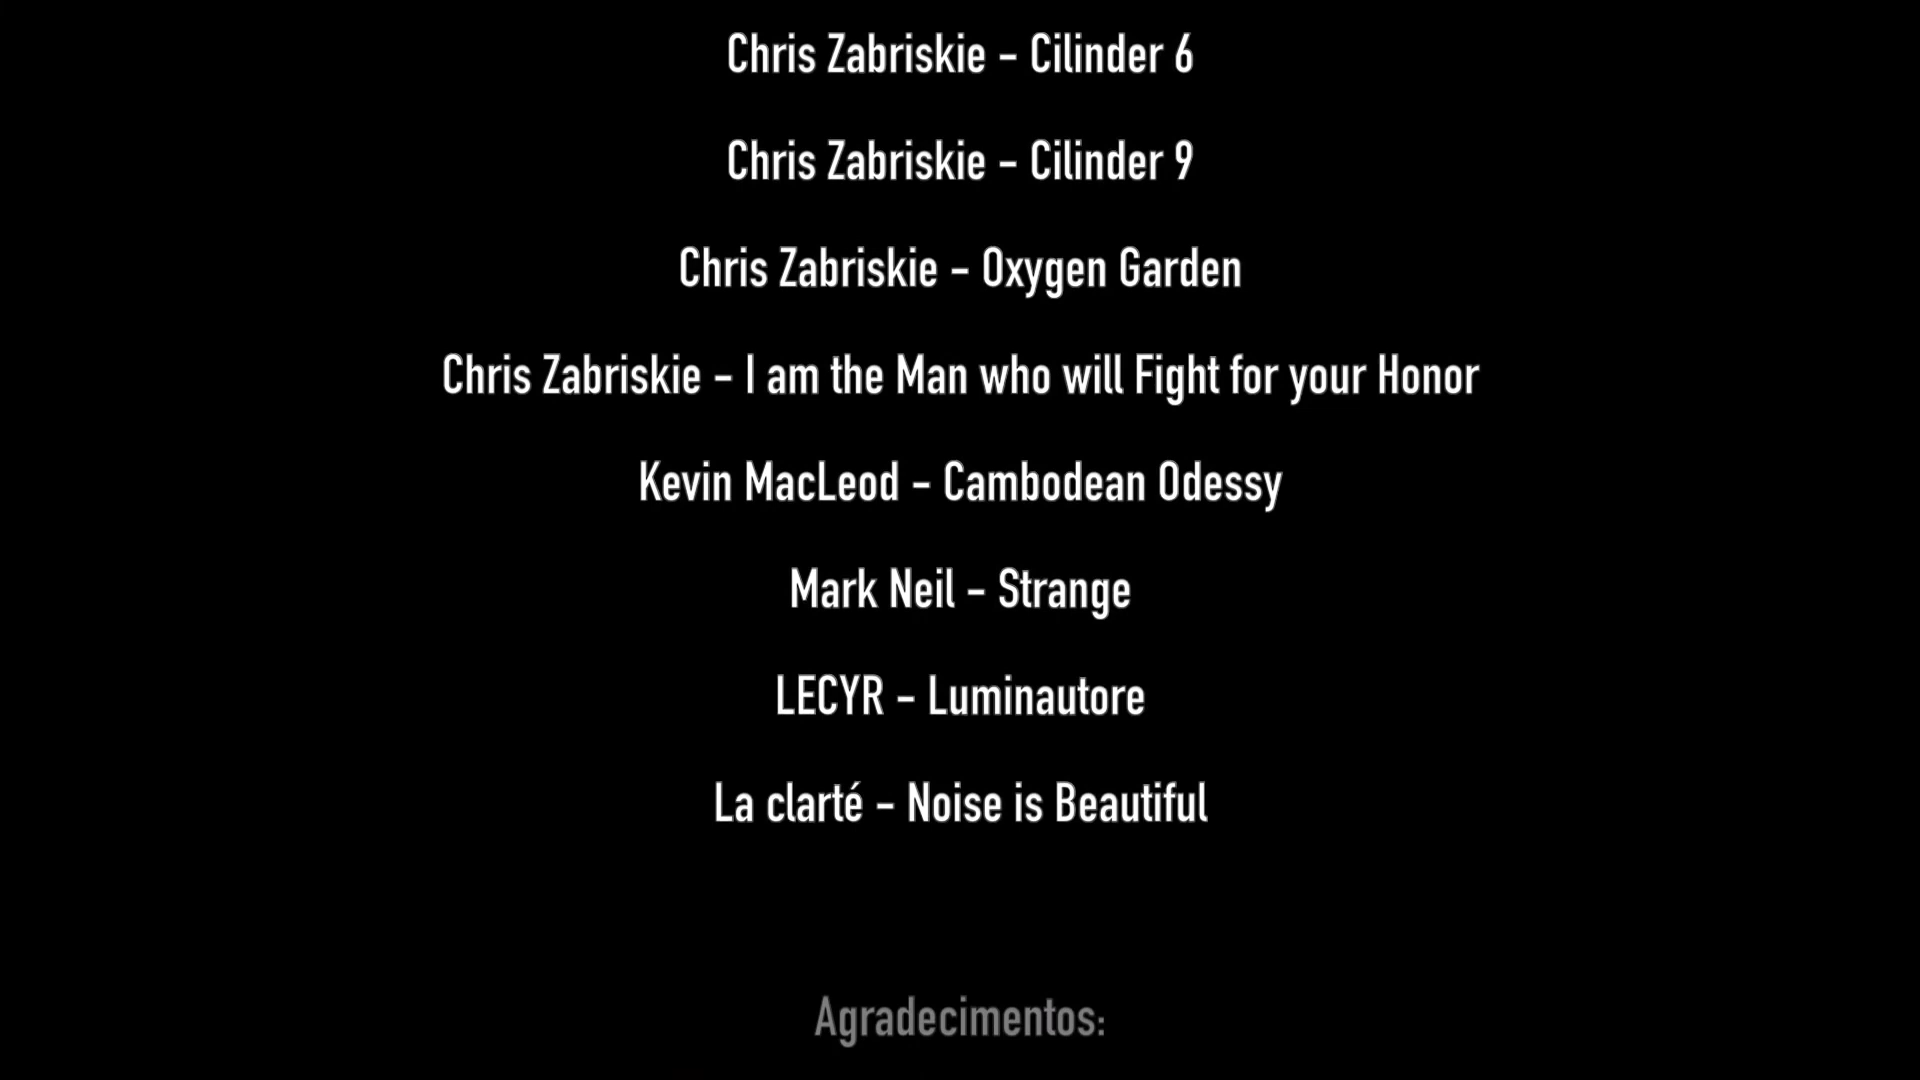 Chris Zabriskie - Cilinder 6
Chris Zabriskie - Cilinder 9
Chris Zabriskie - Oxygen Garden
Chris Zabriskie - I am the Man who will Fight for your Honor
Kevin MacLeod - Cambodean Odessy
Mark Neil - Strange
LECYR - Luminautore
La clarté - Noise is Beautiful
Agradecimentos: